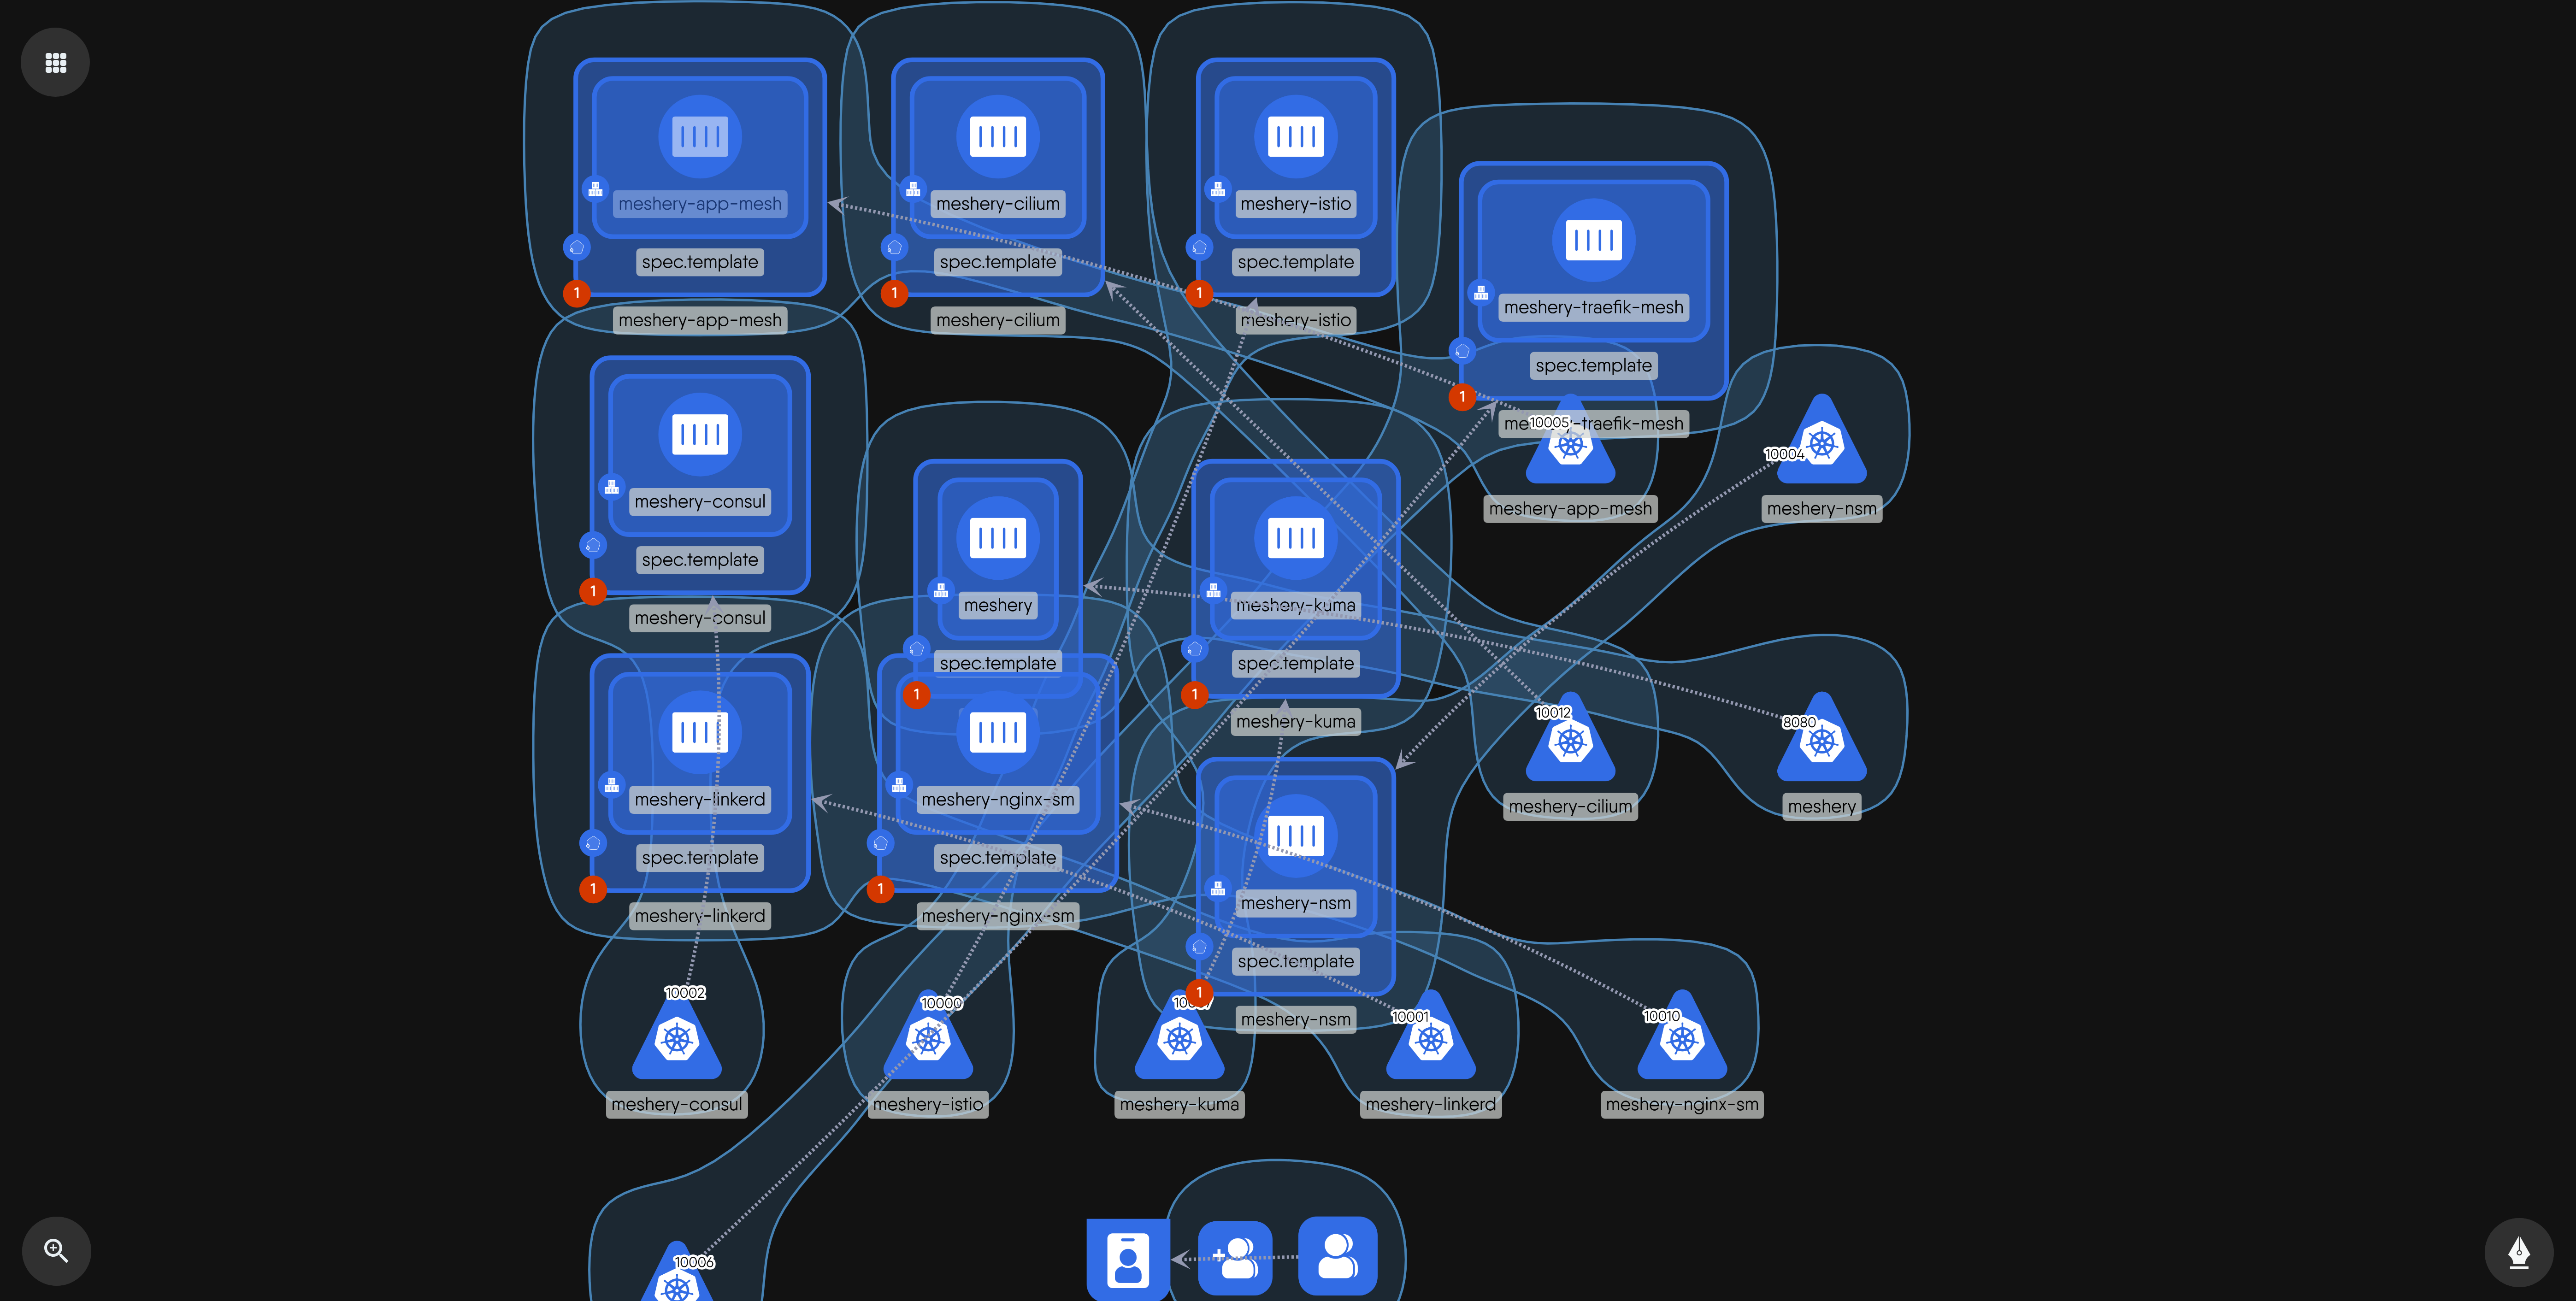 meshery-app-mesh
spec.template
1
meshery-app-mesh
meshery-cilium
spec.template
1
meshery-cilium
meshery-istio
spec.template
1
meshery-istio
meshery-traefik-mesh
spec.template
1
10005
meshery-app-mesh
10004
meshery-nsm
meshery-consul
spec.template
1
meshery-consul
meshery
spec.template
1
meshery-kuma
spec.template
1
meshery-kuma
10012
meshery-cilium
8080
meshery
meshery-linkerd
spec.template
1
meshery-linkerd
meshery-nginx-sm
spec.template
1
meshery-nginx-sm
meshery-nsm
spec.template
1
meshery-nsm
10002
meshery-consul
10000
meshery-istio
meshery-kuma
10001
meshery-linkerd
10010
meshery-nginx-sm
10006